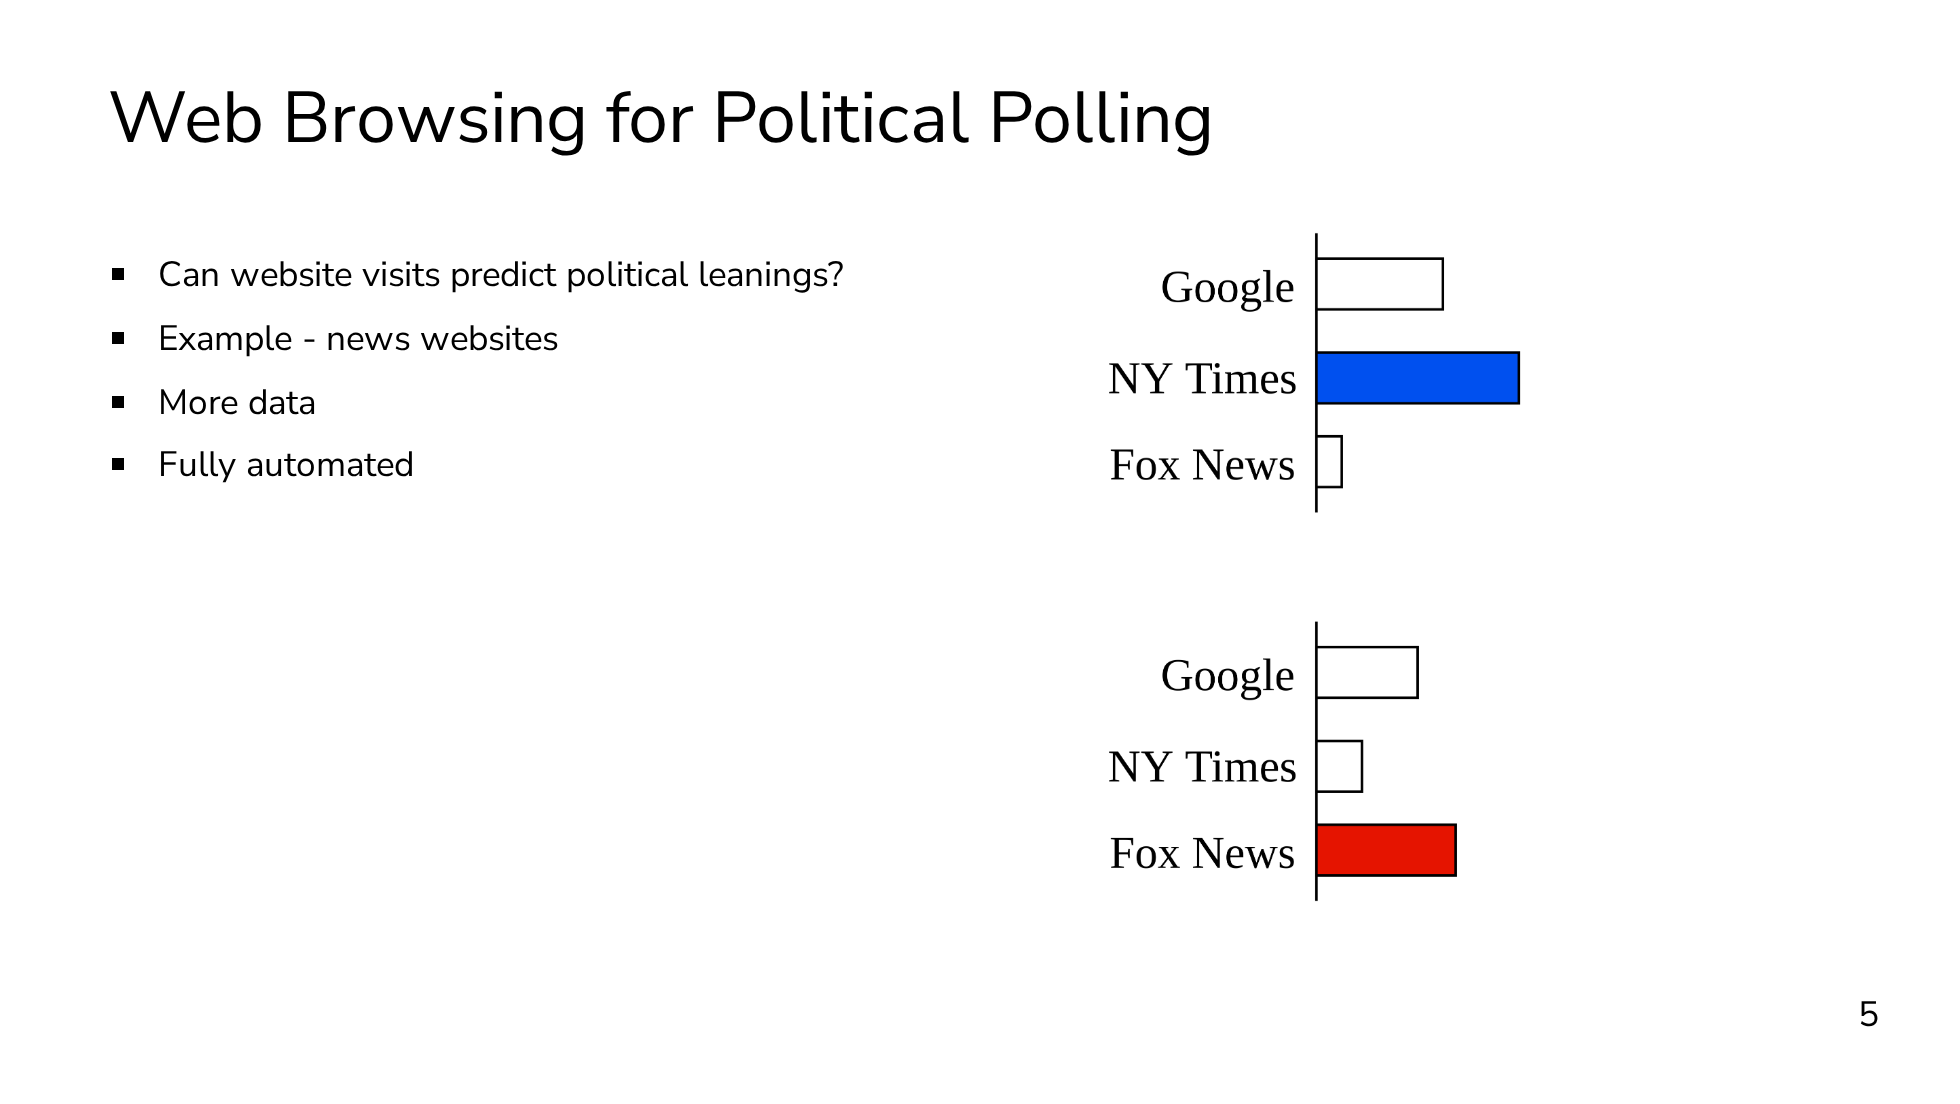 Web Browsing for Political Polling
▪ Can website visits predict political leanings?
▪ Example - news websites
▪ More data
▪ Fully automated
Google
NY Times
Fox News
Google
NY Times
Fox News
5